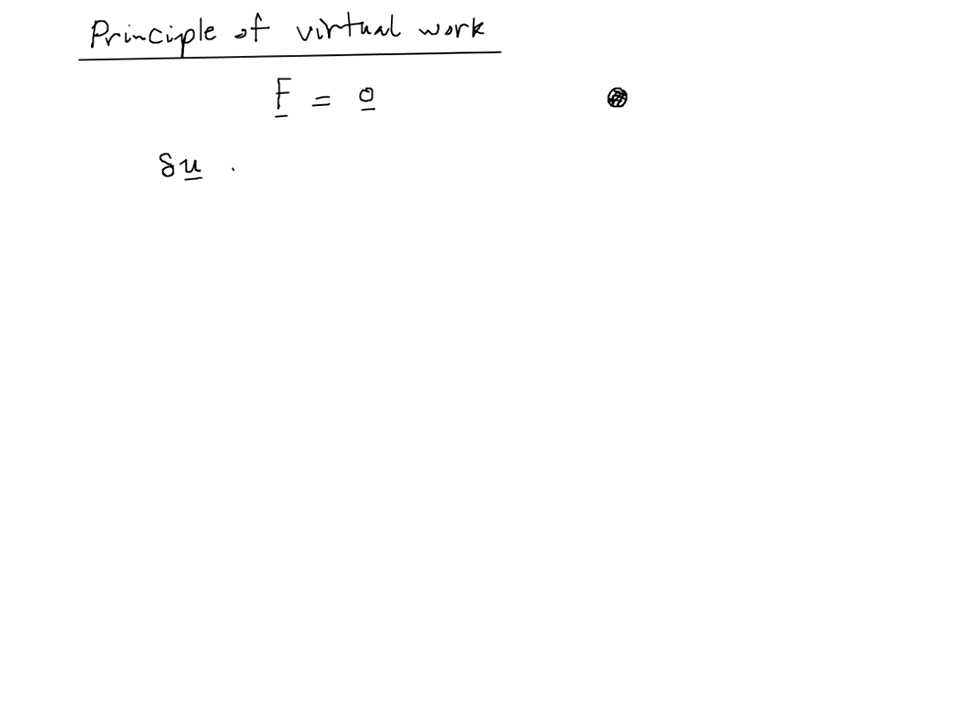 Principle of virtual work
F = 0
δu .